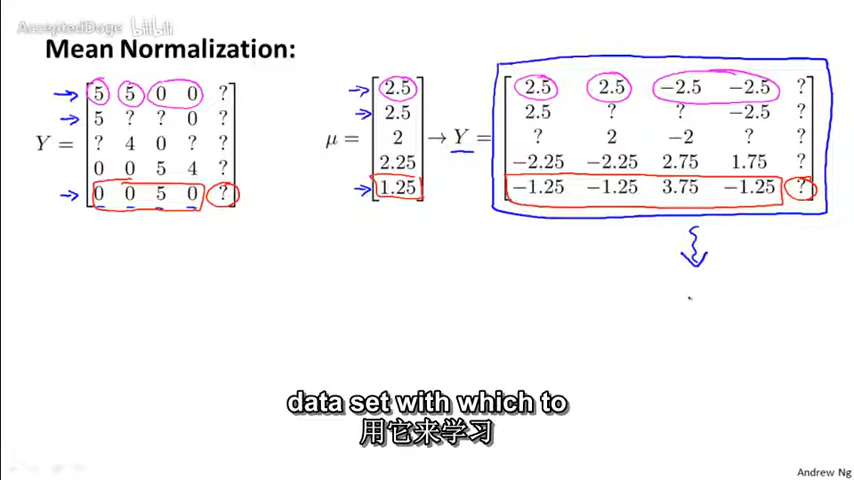 AcceptedDoge bilibili
Mean Normalization:
Y = [5 5 0 0 ?
5 ? ? 0 ?
? 4 0 ? ?
0 0 5 4 ?
0 0 5 0 ?]
μ = [2.5
2.5
2
2.25
1.25]
→ Y = [2.5 2.5 −2.5 −2.5 ?
2.5 ? ? −2.5 ?
? 2 −2 ? ?
−2.25 −2.25 2.75 1.75 ?
−1.25 −1.25 3.75 −1.25 ?]
data set with which to
用它来学习
Andrew Ng